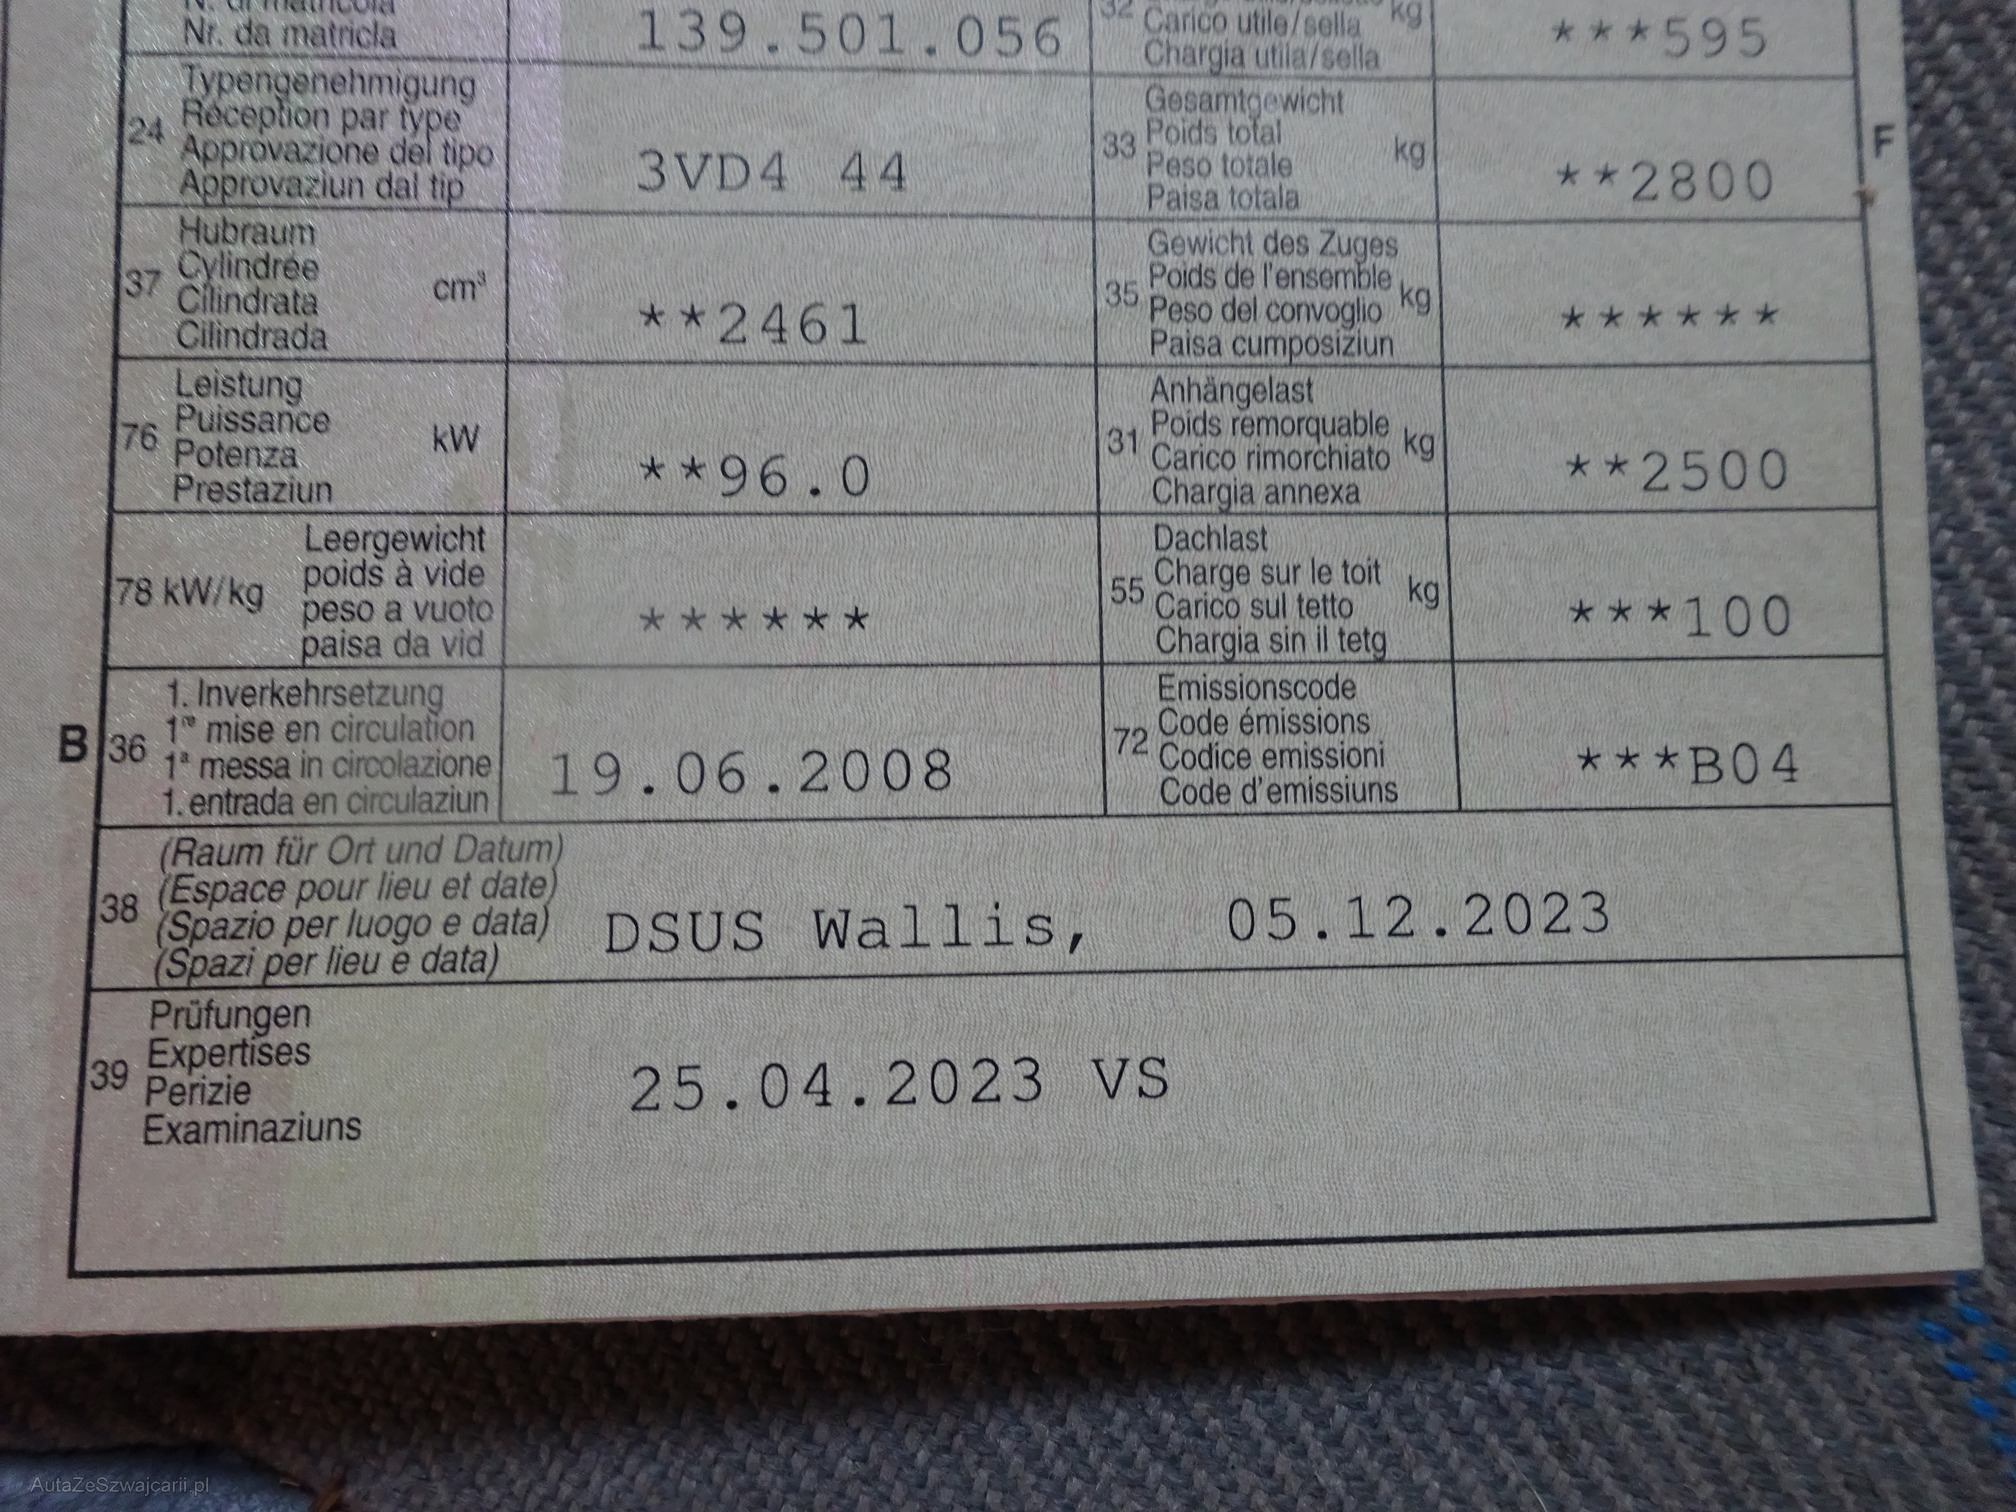 N. di matricola
Nr. da matricla
139.501.056
32
Carico utile/sella kg
Chargia utila/sella
***595
24
Typengenehmigung
Réception par type
Approvazione del tipo
Approvaziun dal tip
3VD4 44
33
Gesamtgewicht
Poids total
Peso totale
Paisa totala
kg
**2800
F
37
Hubraum
Cylindrée
Cilindrata
Cilindrada
cm³
**2461
35
Gewicht des Zuges
Poids de l'ensemble
Peso del convoglio
Paisa cumposiziun
kg
******
76
Leistung
Puissance
Potenza
Prestaziun
kW
**96.0
31
Anhängelast
Poids remorquable
Carico rimorchiato
Chargia annexa
kg
**2500
78 kW/kg
Leergewicht
poids à vide
peso a vuoto
paisa da vid
******
55
Dachlast
Charge sur le toit
Carico sul tetto
Chargia sin il tetg
kg
***100
B
36
1. Inverkehrsetzung
1re mise en circulation
1a messa in circolazione
1. entrada en circulaziun
19.06.2008
72
Emissionscode
Code émissions
Codice emissioni
Code d'emissiuns
***B04
38
(Raum für Ort und Datum)
(Espace pour lieu et date)
(Spazio per luogo e data)
(Spazi per lieu e data)
DSUS Wallis, 05.12.2023
39
Prüfungen
Expertises
Perizie
Examinaziuns
25.04.2023 VS
AutaZeSzwajcarii.pl